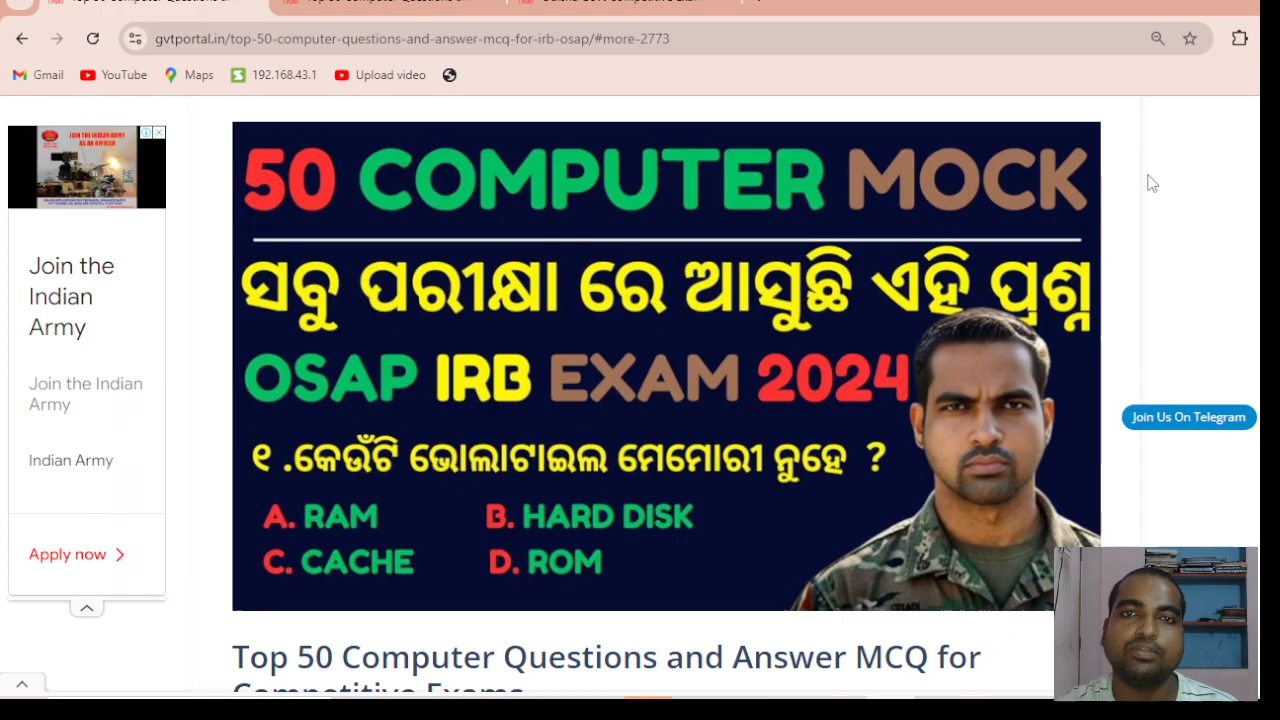 gvtportal.in/top-50-computer-questions-and-answer-mcq-for-irb-osap/#more-2773
Gmail YouTube Maps 192.168.43.1 Upload video
Join the
Indian
Army
Join the Indian
Army
Indian Army
Apply now
50 COMPUTER MOCK
ସବୁ ପରୀକ୍ଷା ରେ ଆସୁଛି ଏହି ପ୍ରଶ୍ନ
OSAP IRB EXAM 2024
୧ .କେଉଁଟି ଭୋଲାଟାଇଲ ମେମୋରୀ ନୁହେ ?
A. RAM B. HARD DISK
C. CACHE D. ROM
Join Us On Telegram
Top 50 Computer Questions and Answer MCQ for
Competitive Exams